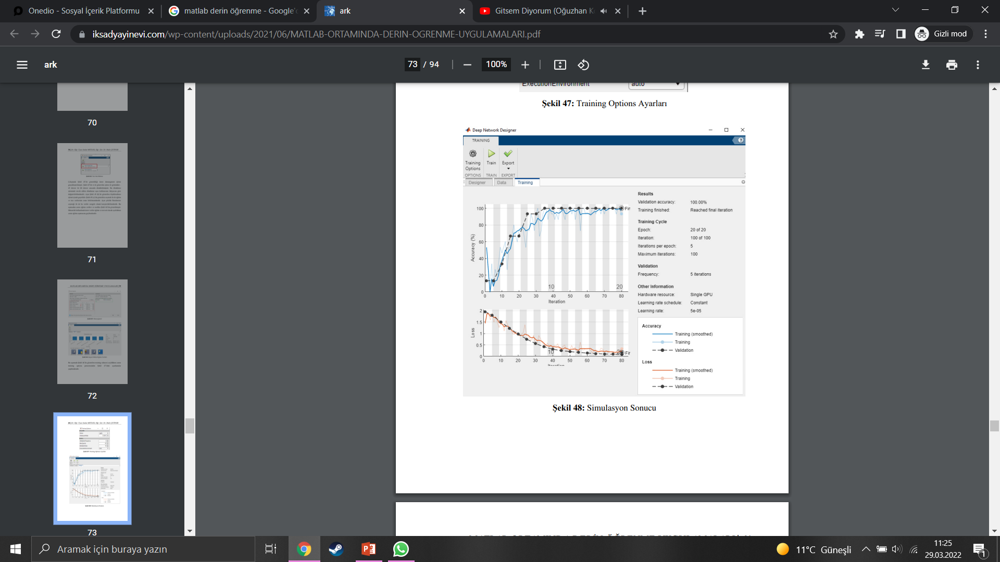 Onedio - Sosyal İçerik Platformu
matlab derin öğrenme - Google'
ark
Gitsem Diyorum (Oğuzhan K
iksadyayinevi.com/wp-content/uploads/2021/06/MATLAB-ORTAMINDA-DERIN-OGRENME-UYGULAMALARI.pdf
Gizli mod
ark
73 / 94
100%
ExecutionEnvironment
auto
Şekil 47: Training Options Ayarları
Deep Network Designer
TRAINING
Training Options
Train
Export
OPTIONS
TRAIN
EXPORT
Designer
Data
Training
Results
Validation accuracy: 100.00%
Training finished: Reached final iteration
Training Cycle
Epoch: 20 of 20
Iteration: 100 of 100
Iterations per epoch: 5
Maximum iterations: 100
Validation
Frequency: 5 iterations
Other Information
Hardware resource: Single GPU
Learning rate schedule: Constant
Learning rate: 5e-05
Accuracy
Training (smoothed)
Training
Validation
Loss
Training (smoothed)
Training
Validation
Accuracy (%)
100
80
60
40
20
0
Fir
10
20
0 10 20 30 40 50 60 70 80
Iteration
Loss
2
1.5
1
0.5
0
10
Fir
0 10 20 30 40 50 60 70 80
Iteration
Şekil 48: Simulasyon Sonucu
70
71
72
73
Aramak için buraya yazın
11°C Güneşli
11:25
29.03.2022
1